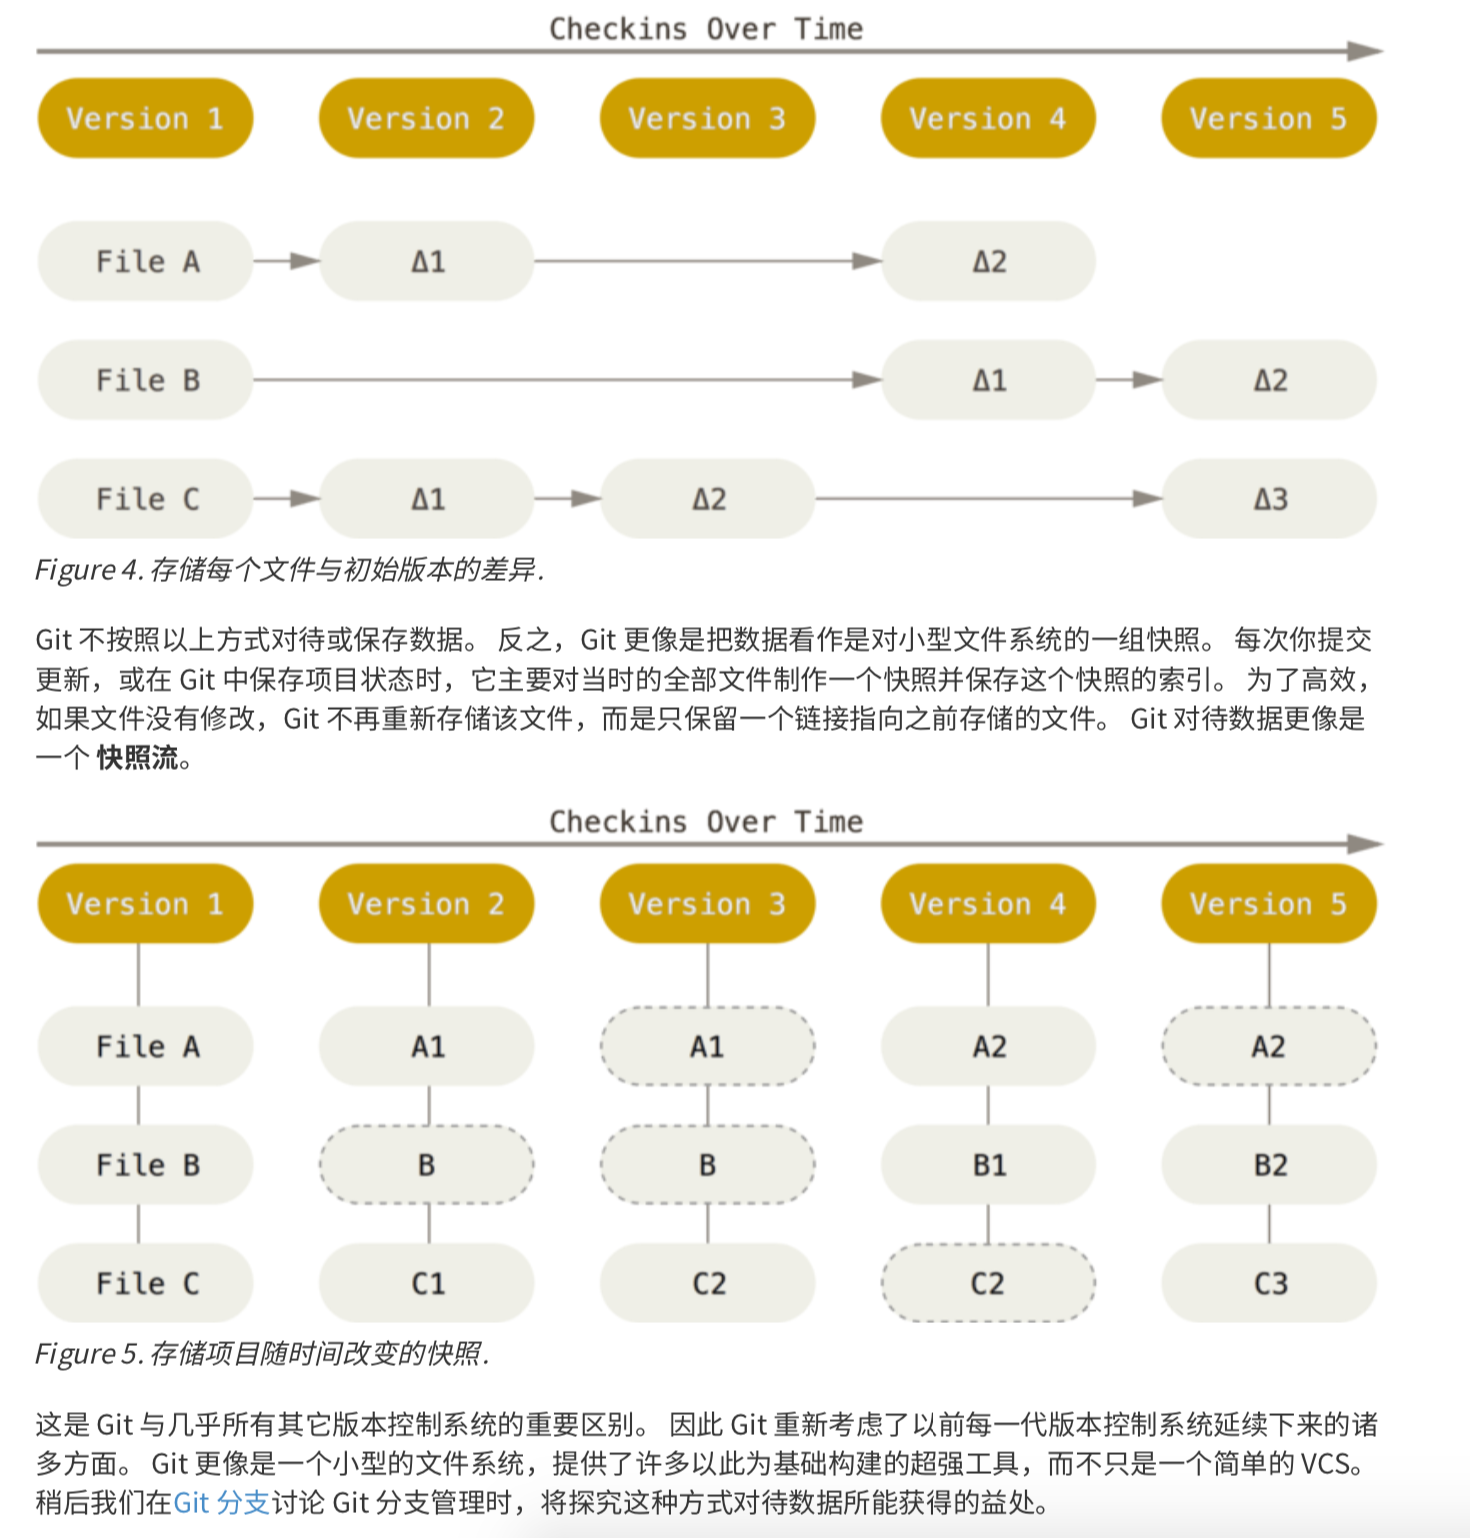 Checkins Over Time
Version 1 Version 2 Version 3 Version 4 Version 5
File A Δ1 Δ2
File B Δ1 Δ2
File C Δ1 Δ2 Δ3
Figure 4. 存储每个文件与初始版本的差异.
Git 不按照以上方式对待或保存数据。 反之，Git 更像是把数据看作是对小型文件系统的一组快照。 每次你提交
更新，或在 Git 中保存项目状态时，它主要对当时的全部文件制作一个快照并保存这个快照的索引。 为了高效，
如果文件没有修改，Git 不再重新存储该文件，而是只保留一个链接指向之前存储的文件。 Git 对待数据更像是
一个 快照流。
Checkins Over Time
Version 1 Version 2 Version 3 Version 4 Version 5
File A A1 A1 A2 A2
File B B B B1 B2
File C C1 C2 C2 C3
Figure 5. 存储项目随时间改变的快照.
这是 Git 与几乎所有其它版本控制系统的重要区别。 因此 Git 重新考虑了以前每一代版本控制系统延续下来的诸
多方面。 Git 更像是一个小型的文件系统，提供了许多以此为基础构建的超强工具，而不只是一个简单的 VCS。
稍后我们在Git 分支讨论 Git 分支管理时，将探究这种方式对待数据所能获得的益处。